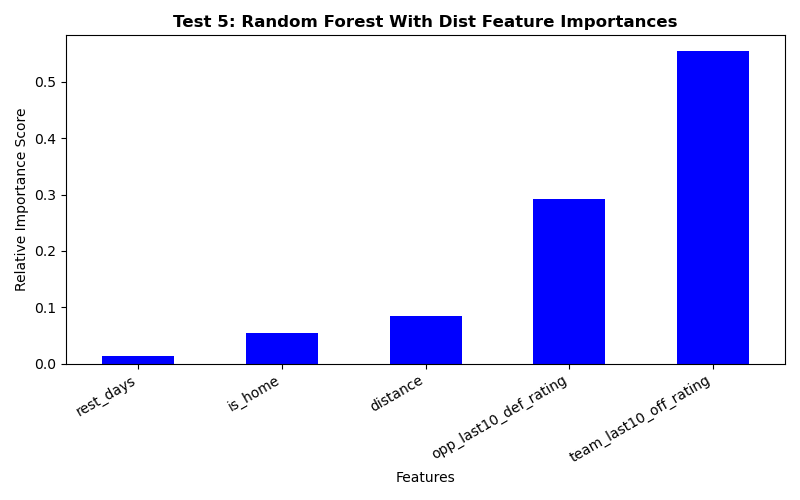 Test 5: Random Forest With Dist Feature Importances
Relative Importance Score
0.5
0.4
0.3
0.2
0.1
0.0
rest_days
is_home
distance
opp_last10_def_rating
team_last10_off_rating
Features